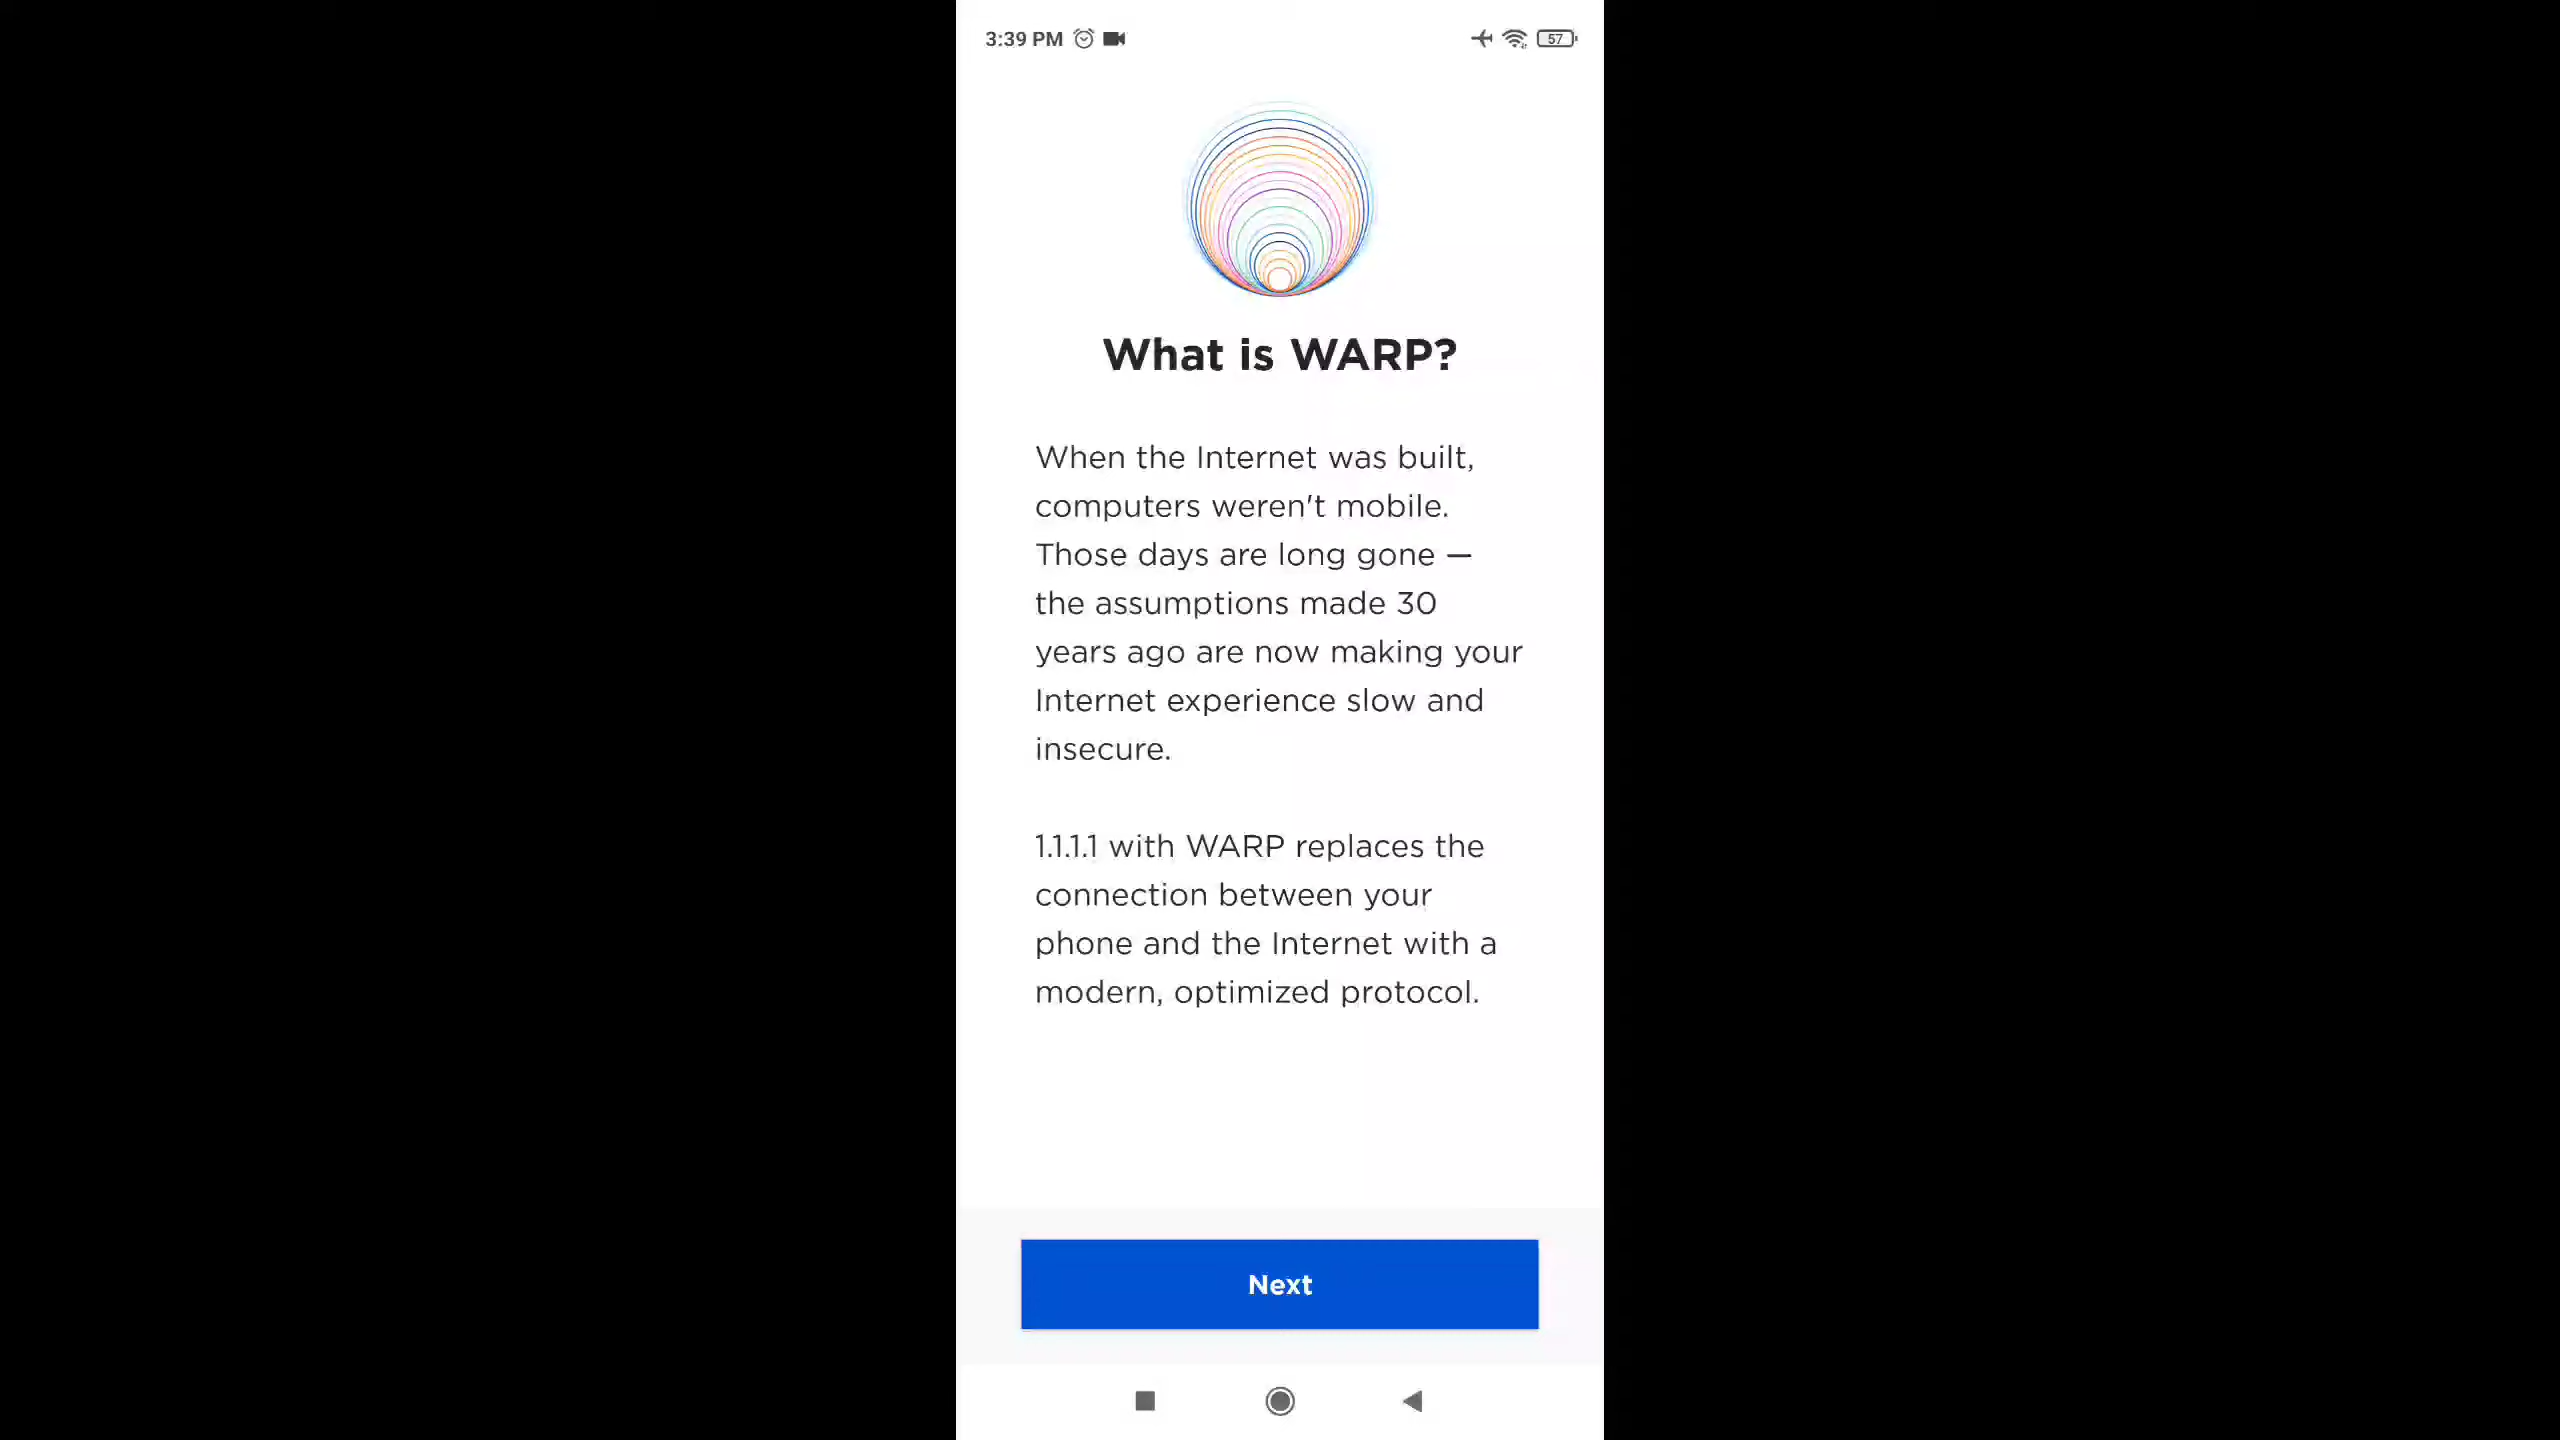 3:39 PM
57
What is WARP?
When the Internet was built,
computers weren't mobile.
Those days are long gone —
the assumptions made 30
years ago are now making your
Internet experience slow and
insecure.
1.1.1.1 with WARP replaces the
connection between your
phone and the Internet with a
modern, optimized protocol.
Next